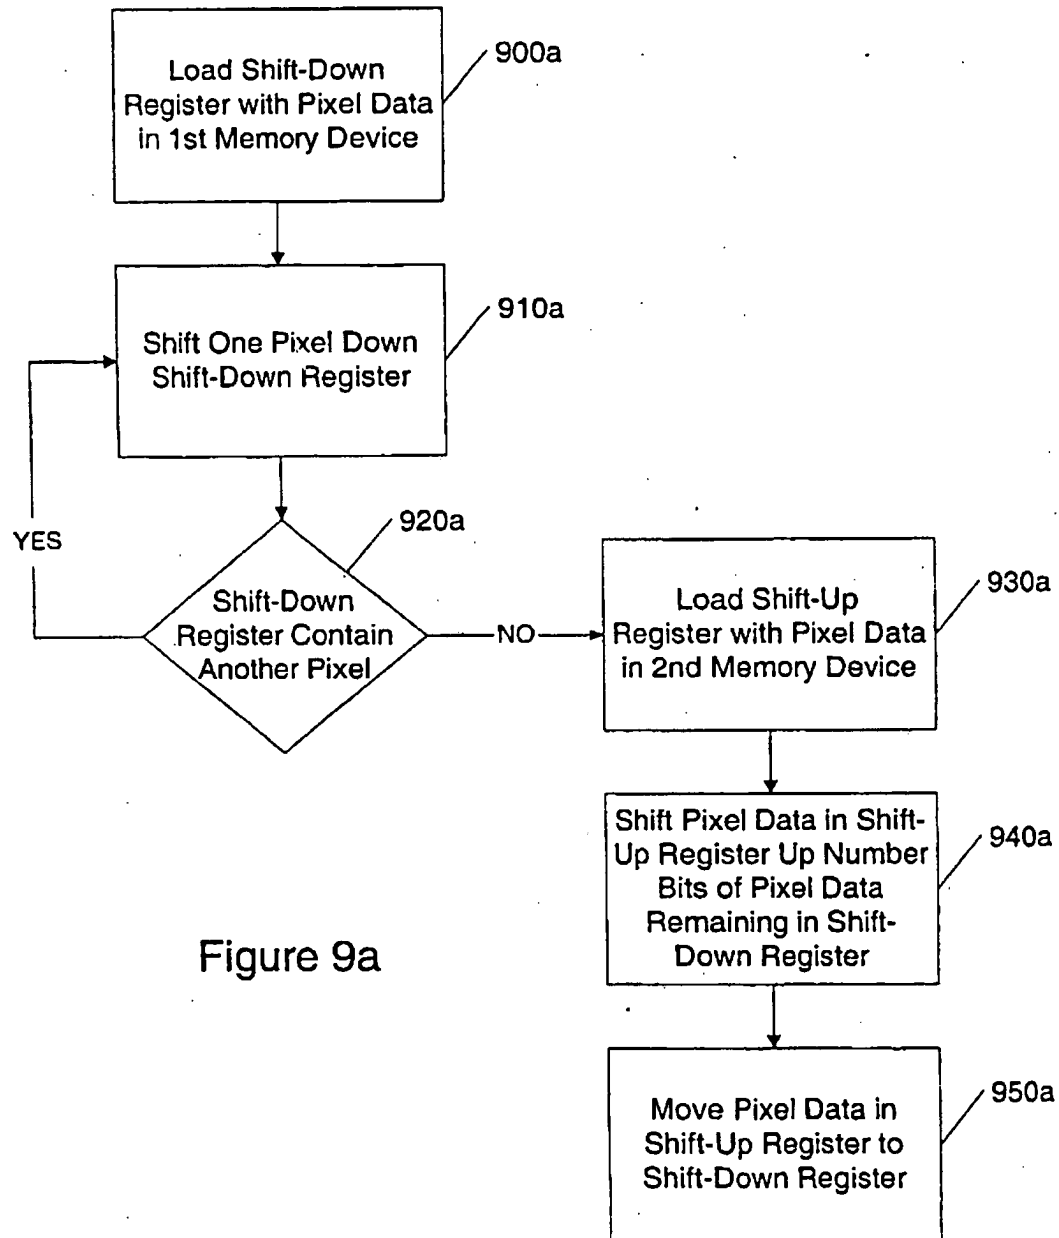 Load Shift-Down
Register with Pixel Data
in 1st Memory Device
900a
Shift One Pixel Down
Shift-Down Register
910a
YES
920a
Shift-Down
Register Contain
Another Pixel
NO
Load Shift-Up
Register with Pixel Data
in 2nd Memory Device
930a
Shift Pixel Data in Shift-
Up Register Up Number
Bits of Pixel Data
Remaining in Shift-
Down Register
940a
Figure 9a
Move Pixel Data in
Shift-Up Register to
Shift-Down Register
950a